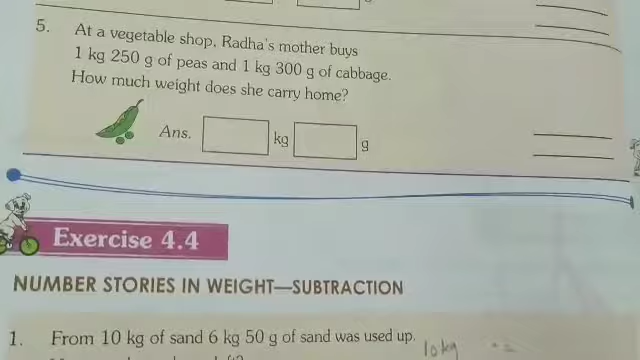 5. At a vegetable shop, Radha's mother buys
1 kg 250 g of peas and 1 kg 300 g of cabbage.
How much weight does she carry home?
Ans. kg g
Exercise 4.4
NUMBER STORIES IN WEIGHT—SUBTRACTION
1. From 10 kg of sand 6 kg 50 g of sand was used up.
10 kg